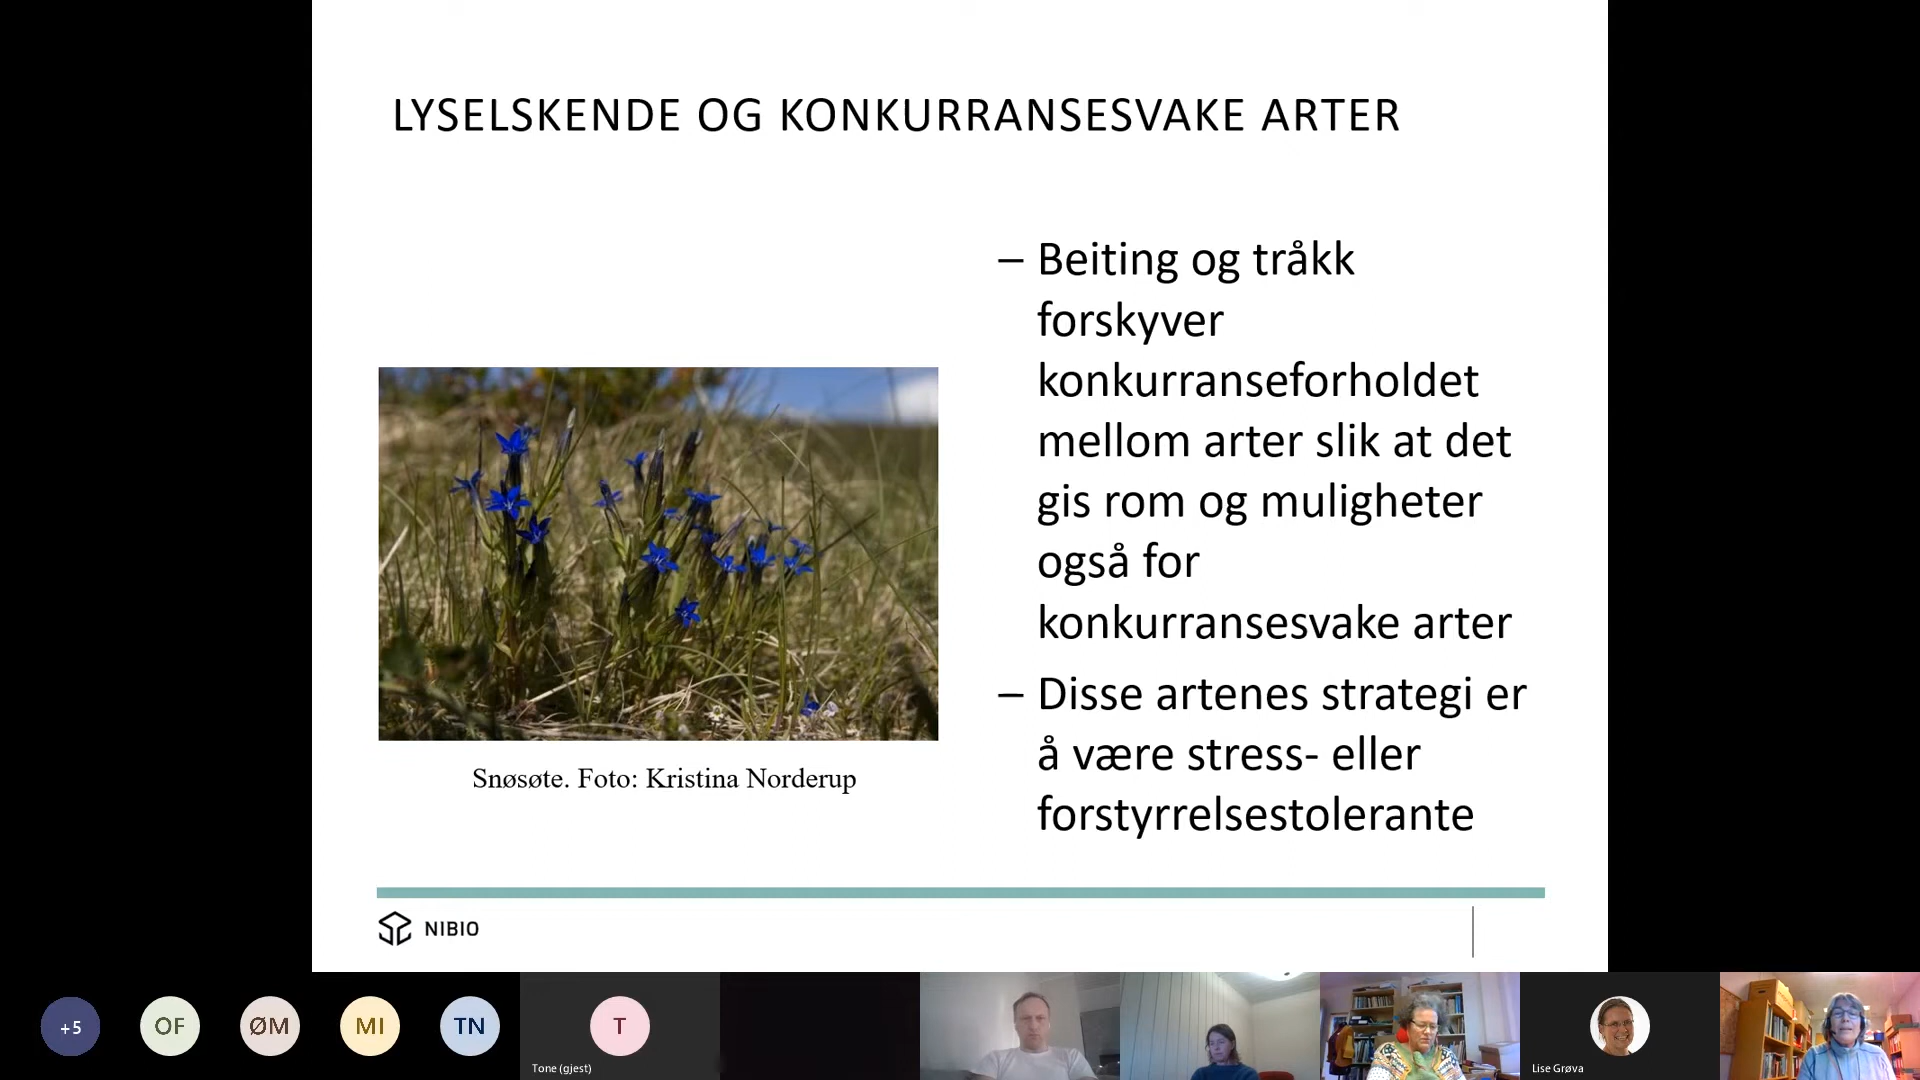 LYSELSKENDE OG KONKURRANSESVAKE ARTER
– Beiting og tråkk
forskyver
konkurranseforholdet
mellom arter slik at det
gis rom og muligheter
også for
konkurransesvake arter
– Disse artenes strategi er
å være stress- eller
forstyrrelsestolerante
Snøsøte. Foto: Kristina Norderup
NIBIO
+5
OF
ØM
MI
TN
T
Tone (gjest)
Lise Grøva